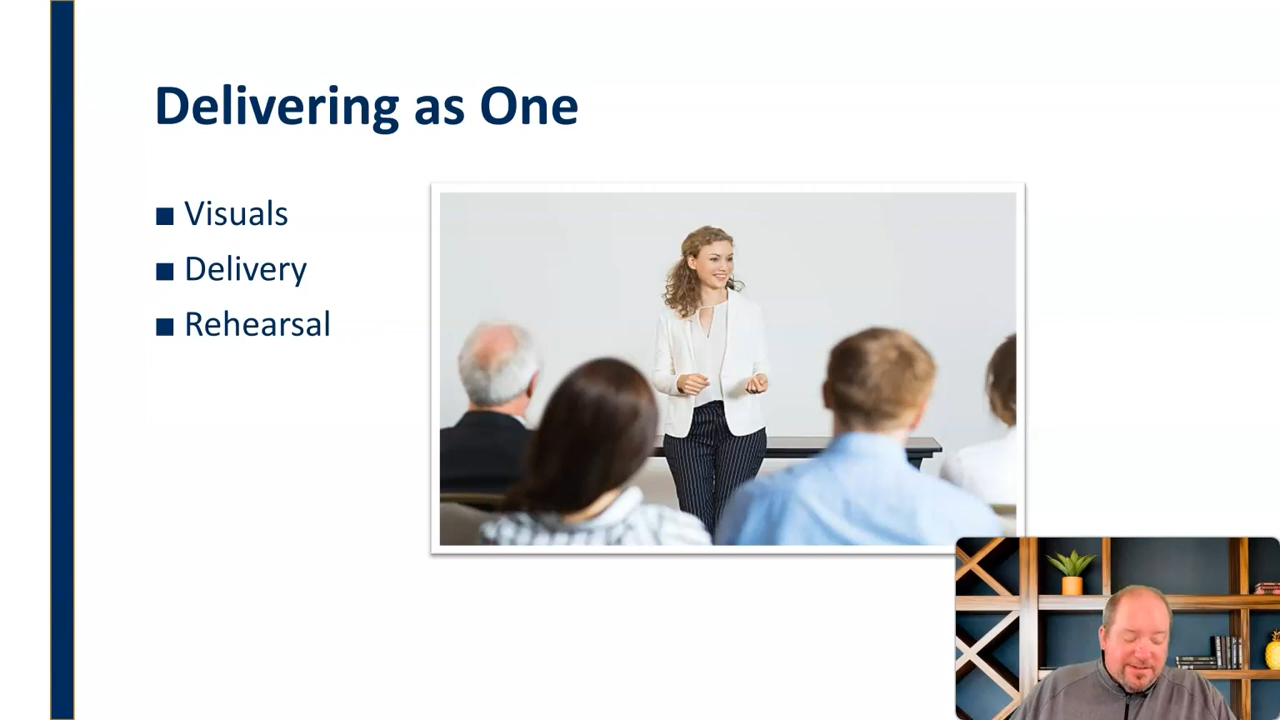 Delivering as One
■ Visuals
■ Delivery
■ Rehearsal